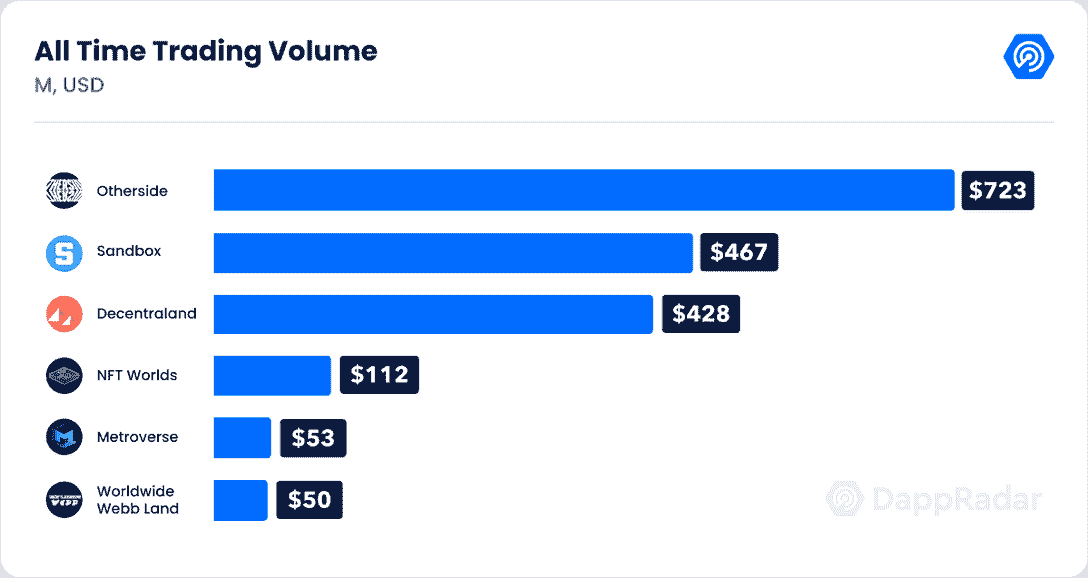 All Time Trading Volume
M, USD
Otherside
$723
Sandbox
$467
Decentraland
$428
NFT Worlds
$112
Metroverse
$53
Worldwide
Webb Land
$50
DappRadar